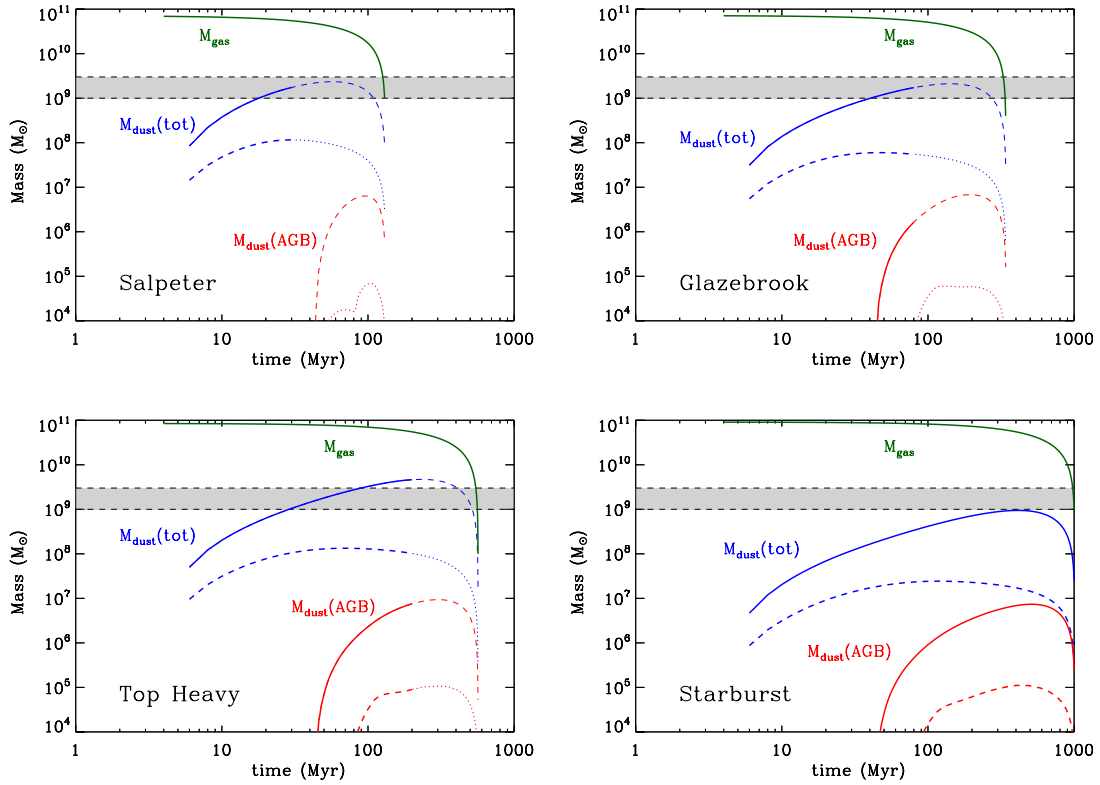 10¹¹
10¹⁰
10⁹
10⁸
10⁷
10⁶
10⁵
10⁴
Mass (M☉)
M_gas
M_dust(tot)
M_dust(AGB)
Salpeter
1 10 100 1000
time (Myr)
10¹¹
10¹⁰
10⁹
10⁸
10⁷
10⁶
10⁵
10⁴
Mass (M☉)
M_gas
M_dust(tot)
M_dust(AGB)
Glazebrook
1 10 100 1000
time (Myr)
10¹¹
10¹⁰
10⁹
10⁸
10⁷
10⁶
10⁵
10⁴
Mass (M☉)
M_gas
M_dust(tot)
M_dust(AGB)
Top Heavy
1 10 100 1000
time (Myr)
10¹¹
10¹⁰
10⁹
10⁸
10⁷
10⁶
10⁵
10⁴
Mass (M☉)
M_gas
M_dust(tot)
M_dust(AGB)
Starburst
1 10 100 1000
time (Myr)